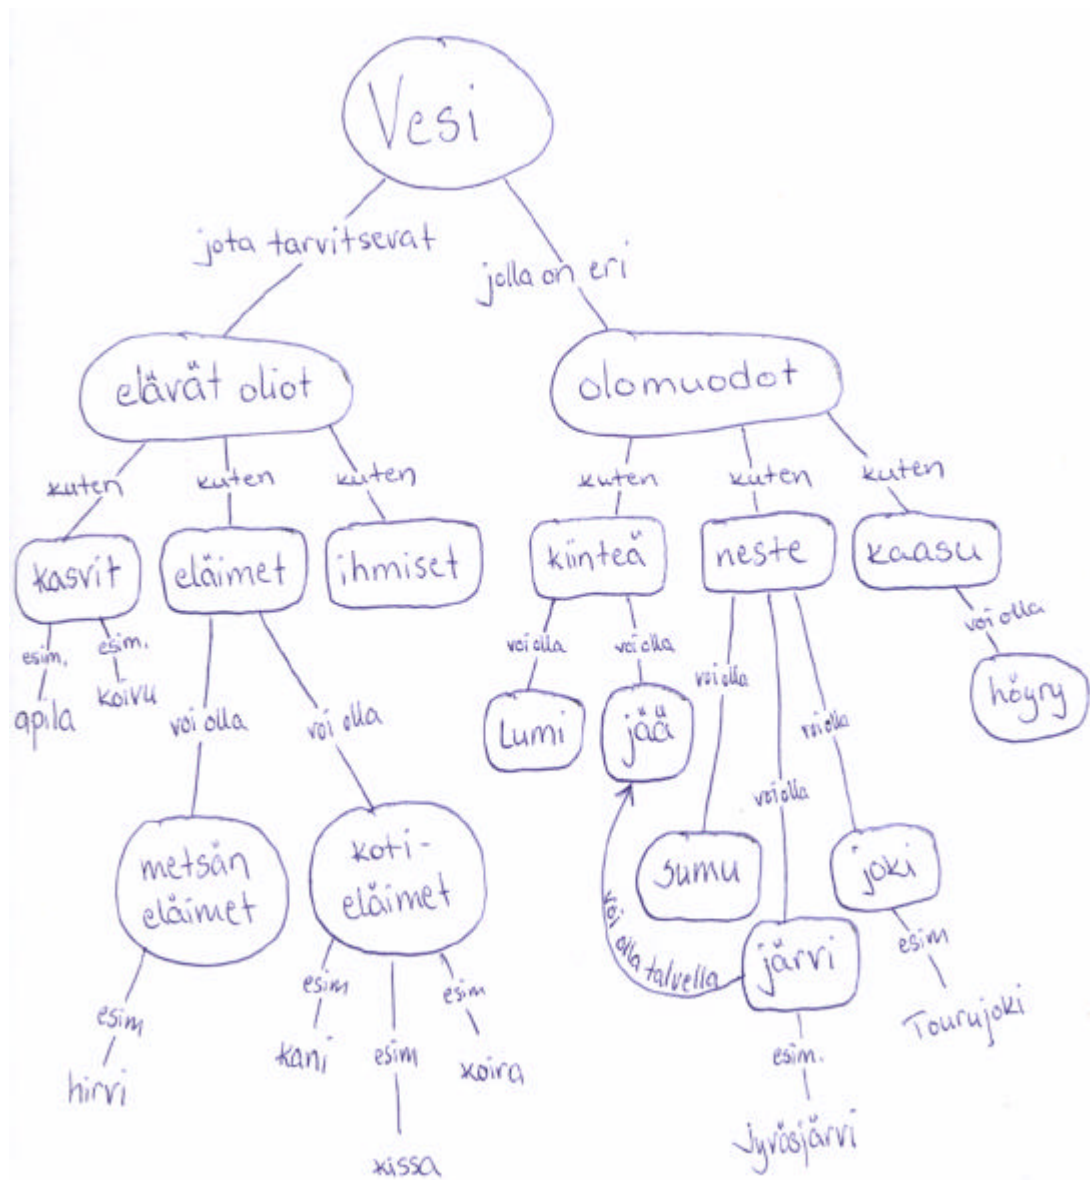 Vesi
jota tarvitsevat
jolla on eri
elävät oliot
olomuodot
kuten
kuten
kuten
kuten
kuten
kuten
kasvit
eläimet
ihmiset
kiinteä
neste
kaasu
esim.
esim.
voi olla
voi olla
voi olla
voi olla
apila
koivu
voi olla
voi olla
Lumi
jää
voi olla
höyry
voi olla
metsän
eläimet
koti-
eläimet
sumu
joki
voi olla talvella
järvi
esim
esim
esim
esim
esim
esim.
hirvi
kani
kissa
koira
Jyväsjärvi
Tourujoki